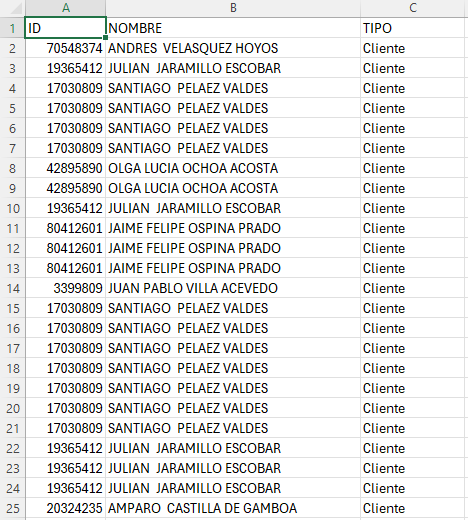 A B C
1 ID NOMBRE TIPO
2 70548374 ANDRES  VELASQUEZ HOYOS Cliente
3 19365412 JULIAN  JARAMILLO ESCOBAR Cliente
4 17030809 SANTIAGO  PELAEZ VALDES Cliente
5 17030809 SANTIAGO  PELAEZ VALDES Cliente
6 17030809 SANTIAGO  PELAEZ VALDES Cliente
7 17030809 SANTIAGO  PELAEZ VALDES Cliente
8 42895890 OLGA LUCIA OCHOA ACOSTA Cliente
9 42895890 OLGA LUCIA OCHOA ACOSTA Cliente
10 19365412 JULIAN  JARAMILLO ESCOBAR Cliente
11 80412601 JAIME FELIPE OSPINA PRADO Cliente
12 80412601 JAIME FELIPE OSPINA PRADO Cliente
13 80412601 JAIME FELIPE OSPINA PRADO Cliente
14 3399809 JUAN PABLO VILLA ACEVEDO Cliente
15 17030809 SANTIAGO  PELAEZ VALDES Cliente
16 17030809 SANTIAGO  PELAEZ VALDES Cliente
17 17030809 SANTIAGO  PELAEZ VALDES Cliente
18 17030809 SANTIAGO  PELAEZ VALDES Cliente
19 17030809 SANTIAGO  PELAEZ VALDES Cliente
20 17030809 SANTIAGO  PELAEZ VALDES Cliente
21 17030809 SANTIAGO  PELAEZ VALDES Cliente
22 19365412 JULIAN  JARAMILLO ESCOBAR Cliente
23 19365412 JULIAN  JARAMILLO ESCOBAR Cliente
24 19365412 JULIAN  JARAMILLO ESCOBAR Cliente
25 20324235 AMPARO  CASTILLA DE GAMBOA Cliente